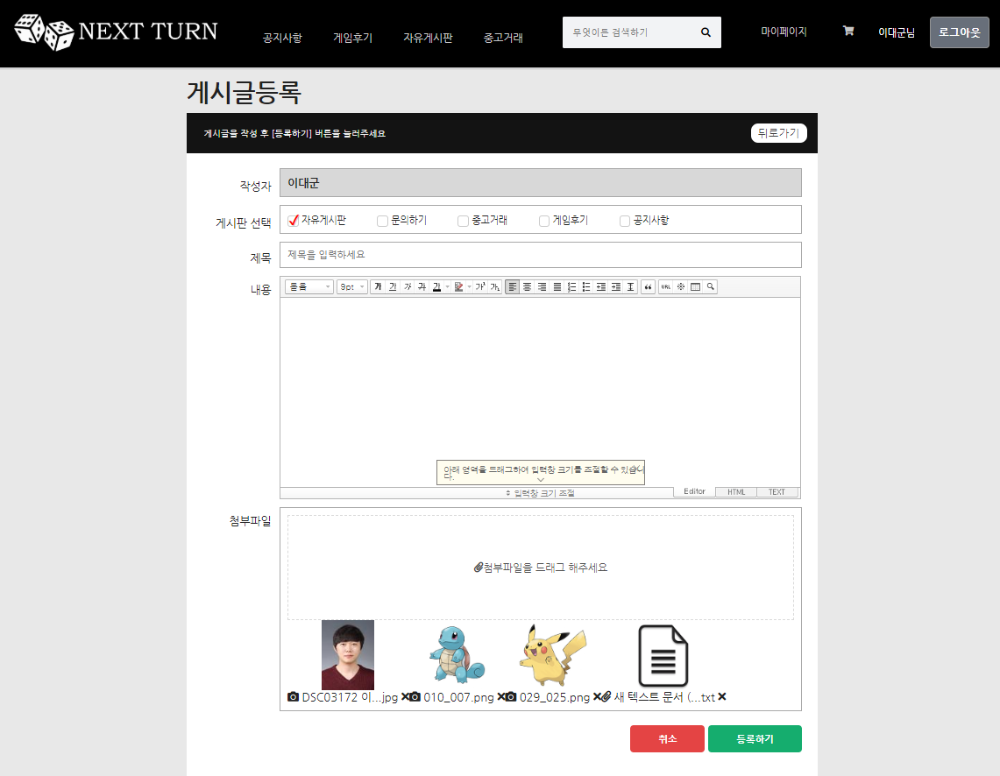 NEXT TURN
공지사항 게임후기 자유게시판 중고거래
무엇이든 검색하기
마이페이지
이대군님
로그아웃
게시글등록
게시글을 작성 후 [등록하기] 버튼을 눌러주세요
뒤로가기
작성자
이대군
게시판 선택
자유게시판 문의하기 중고거래 게임후기 공지사항
제목
제목을 입력하세요
내용
돋움 9pt 가 가 가 가 가 가¹ 가₁ “ URL
아래 영역을 드래그하여 입력창 크기를 조절할 수 있습니
다.
입력창 크기 조절
Editor HTML TEXT
첨부파일
첨부파일을 드래그 해주세요
DSC03172 이...jpg 010_007.png 029_025.png 새 텍스트 문서 (...txt
취소 등록하기